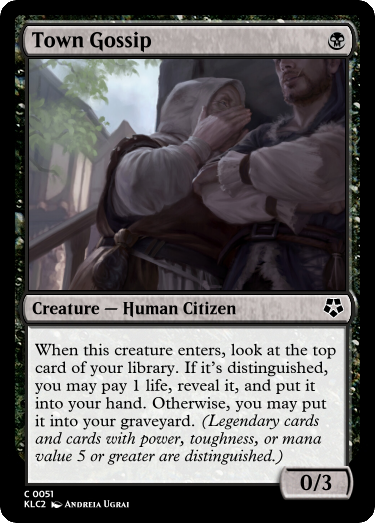 Town Gossip
Creature — Human Citizen
When this creature enters, look at the top
card of your library. If it's distinguished,
you may pay 1 life, reveal it, and put it
into your hand. Otherwise, you may put
it into your graveyard. (Legendary cards
and cards with power, toughness, or mana
value 5 or greater are distinguished.)
0/3
C 0051
KLC2 Andreia Ugrai